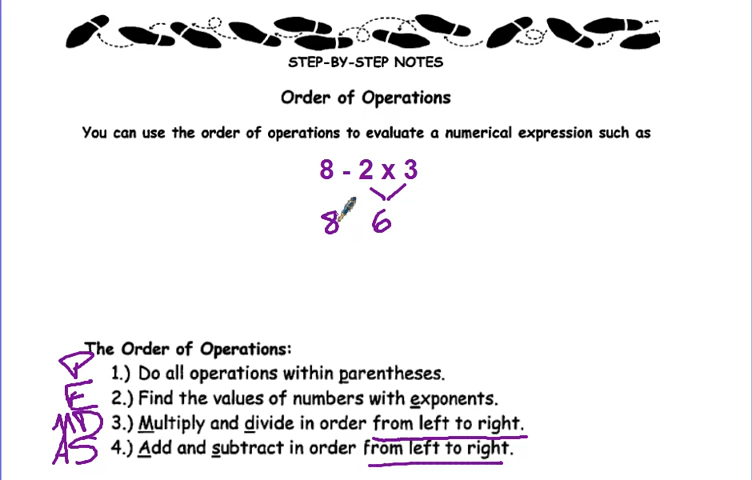 STEP-BY-STEP NOTES
Order of Operations
You can use the order of operations to evaluate a numerical expression such as
8 - 2 x 3
8 6
The Order of Operations:
P 1.) Do all operations within parentheses.
E 2.) Find the values of numbers with exponents.
MD 3.) Multiply and divide in order from left to right.
AS 4.) Add and subtract in order from left to right.